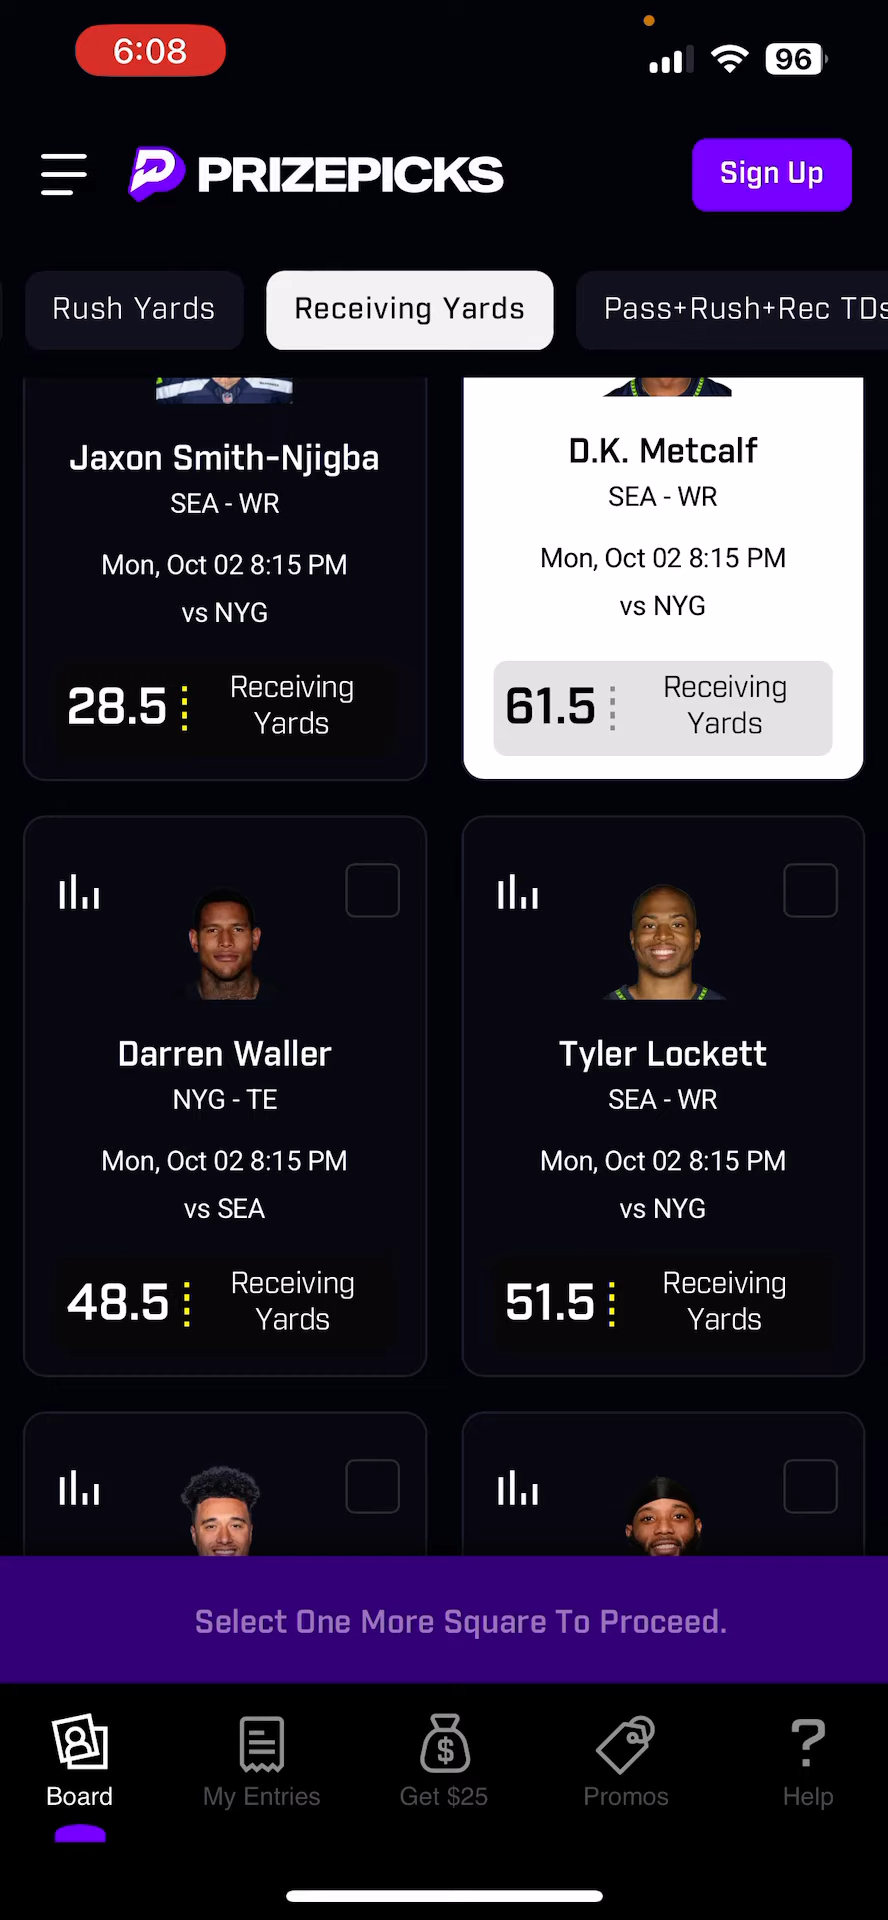 6:08
96
PRIZEPICKS
Sign Up
Rush Yards
Receiving Yards
Pass+Rush+Rec TDs
Jaxon Smith-Njigba
SEA - WR
Mon, Oct 02 8:15 PM
vs NYG
28.5
Receiving
Yards
D.K. Metcalf
SEA - WR
Mon, Oct 02 8:15 PM
vs NYG
61.5
Receiving
Yards
Darren Waller
NYG - TE
Mon, Oct 02 8:15 PM
vs SEA
48.5
Receiving
Yards
Tyler Lockett
SEA - WR
Mon, Oct 02 8:15 PM
vs NYG
51.5
Receiving
Yards
Select One More Square To Proceed.
Board
My Entries
Get $25
Promos
Help